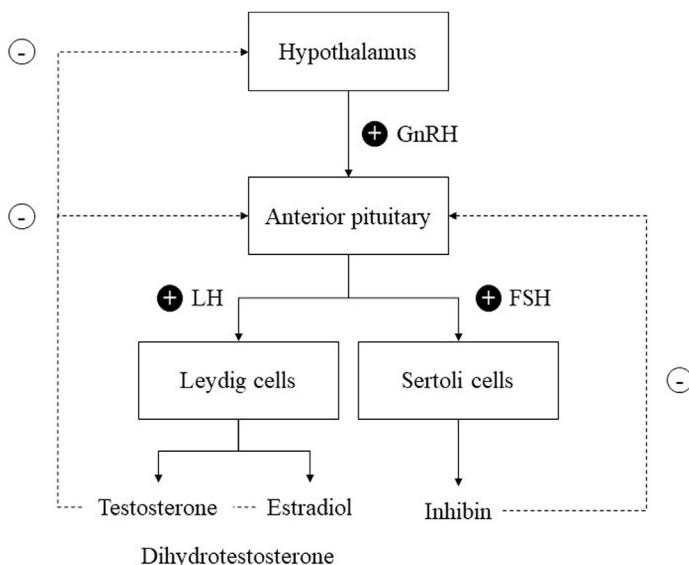 Hypothalamus
-
+ GnRH
Anterior pituitary
-
+ LH
+ FSH
Leydig cells
Sertoli cells
-
Testosterone
Estradiol
Inhibin
Dihydrotestosterone